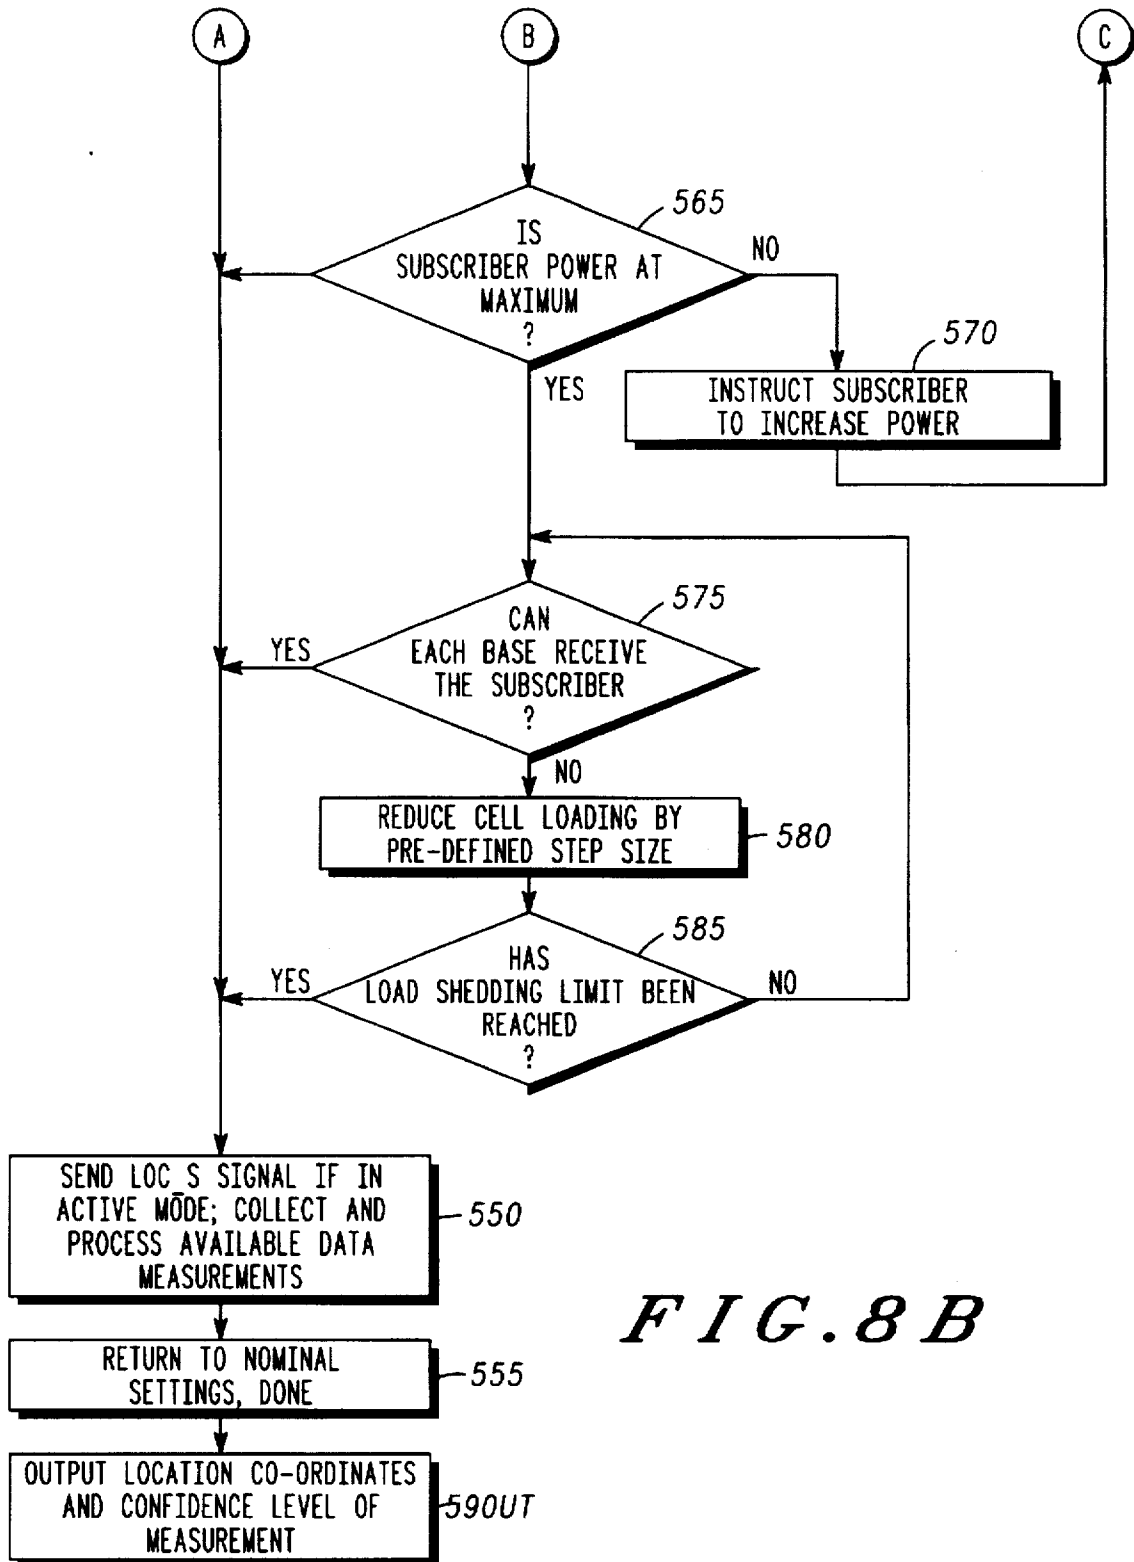 A
B
C
565
IS
SUBSCRIBER POWER AT
MAXIMUM
?
NO
YES
570
INSTRUCT SUBSCRIBER
TO INCREASE POWER
575
CAN
EACH BASE RECEIVE
THE SUBSCRIBER
?
YES
NO
REDUCE CELL LOADING BY
PRE-DEFINED STEP SIZE
580
585
HAS
LOAD SHEDDING LIMIT BEEN
REACHED
?
YES
NO
SEND LOC_S SIGNAL IF IN
ACTIVE MODE; COLLECT AND
PROCESS AVAILABLE DATA
MEASUREMENTS
550
RETURN TO NOMINAL
SETTINGS, DONE
555
OUTPUT LOCATION CO-ORDINATES
AND CONFIDENCE LEVEL OF
MEASUREMENT
590UT
FIG.8B